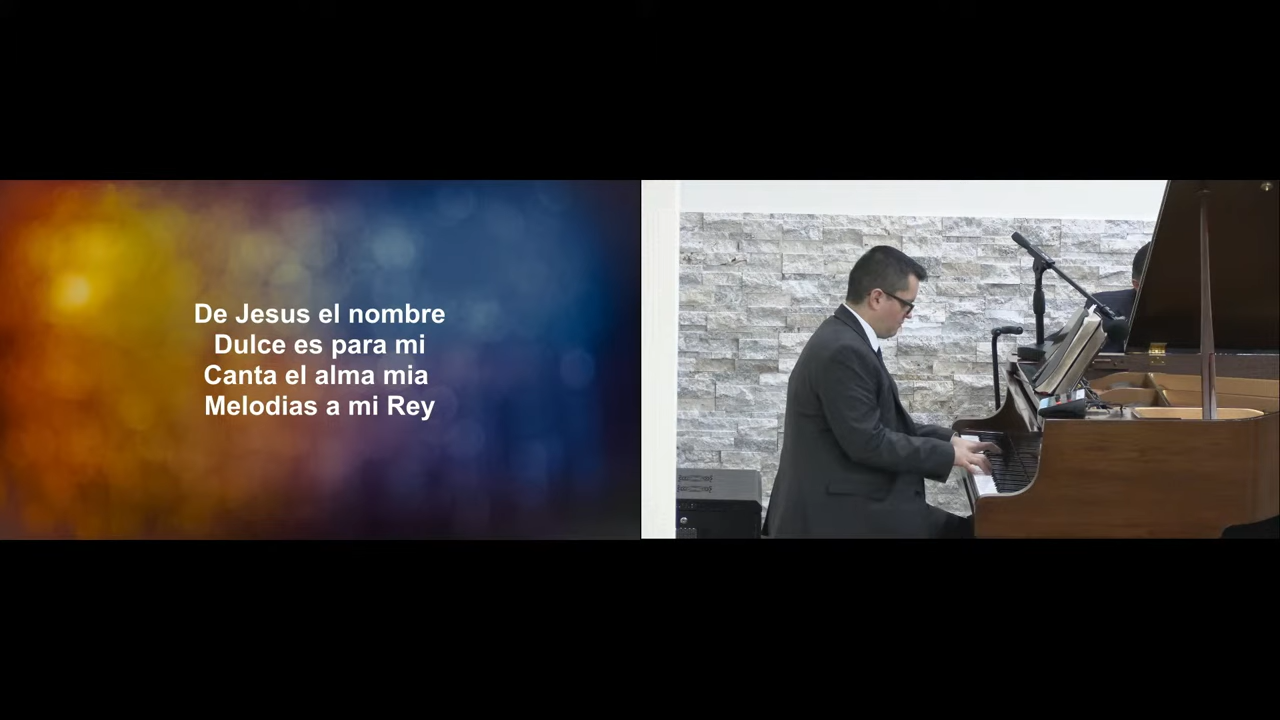 De Jesus el nombre
Dulce es para mi
Canta el alma mia
Melodias a mi Rey